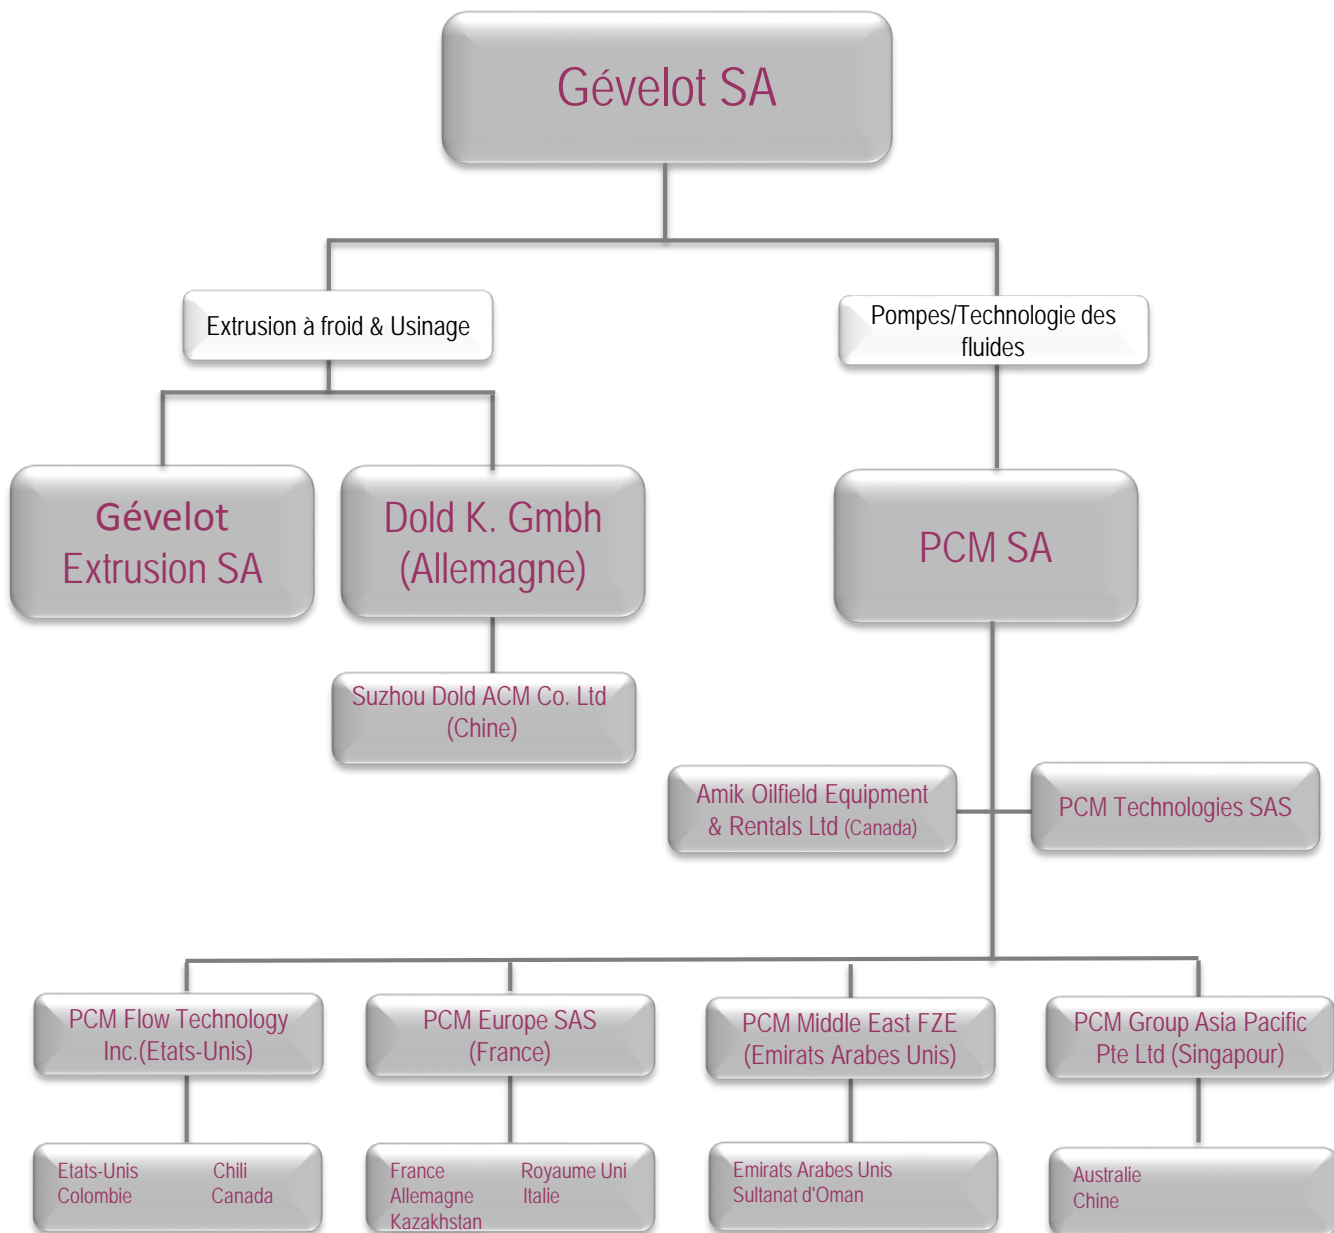 Gévelot SA
Extrusion à froid & Usinage
Pompes/Technologie des
fluides
Gévelot
Extrusion SA
Dold K. Gmbh
(Allemagne)
PCM SA
Suzhou Dold ACM Co. Ltd
(Chine)
Amik Oilfield Equipment
& Rentals Ltd (Canada)
PCM Technologies SAS
PCM Flow Technology
Inc.(Etats-Unis)
PCM Europe SAS
(France)
PCM Middle East FZE
(Emirats Arabes Unis)
PCM Group Asia Pacific
Pte Ltd (Singapour)
Etats-Unis Chili
Colombie Canada
France Royaume Uni
Allemagne Italie
Kazakhstan
Emirats Arabes Unis
Sultanat d'Oman
Australie
Chine